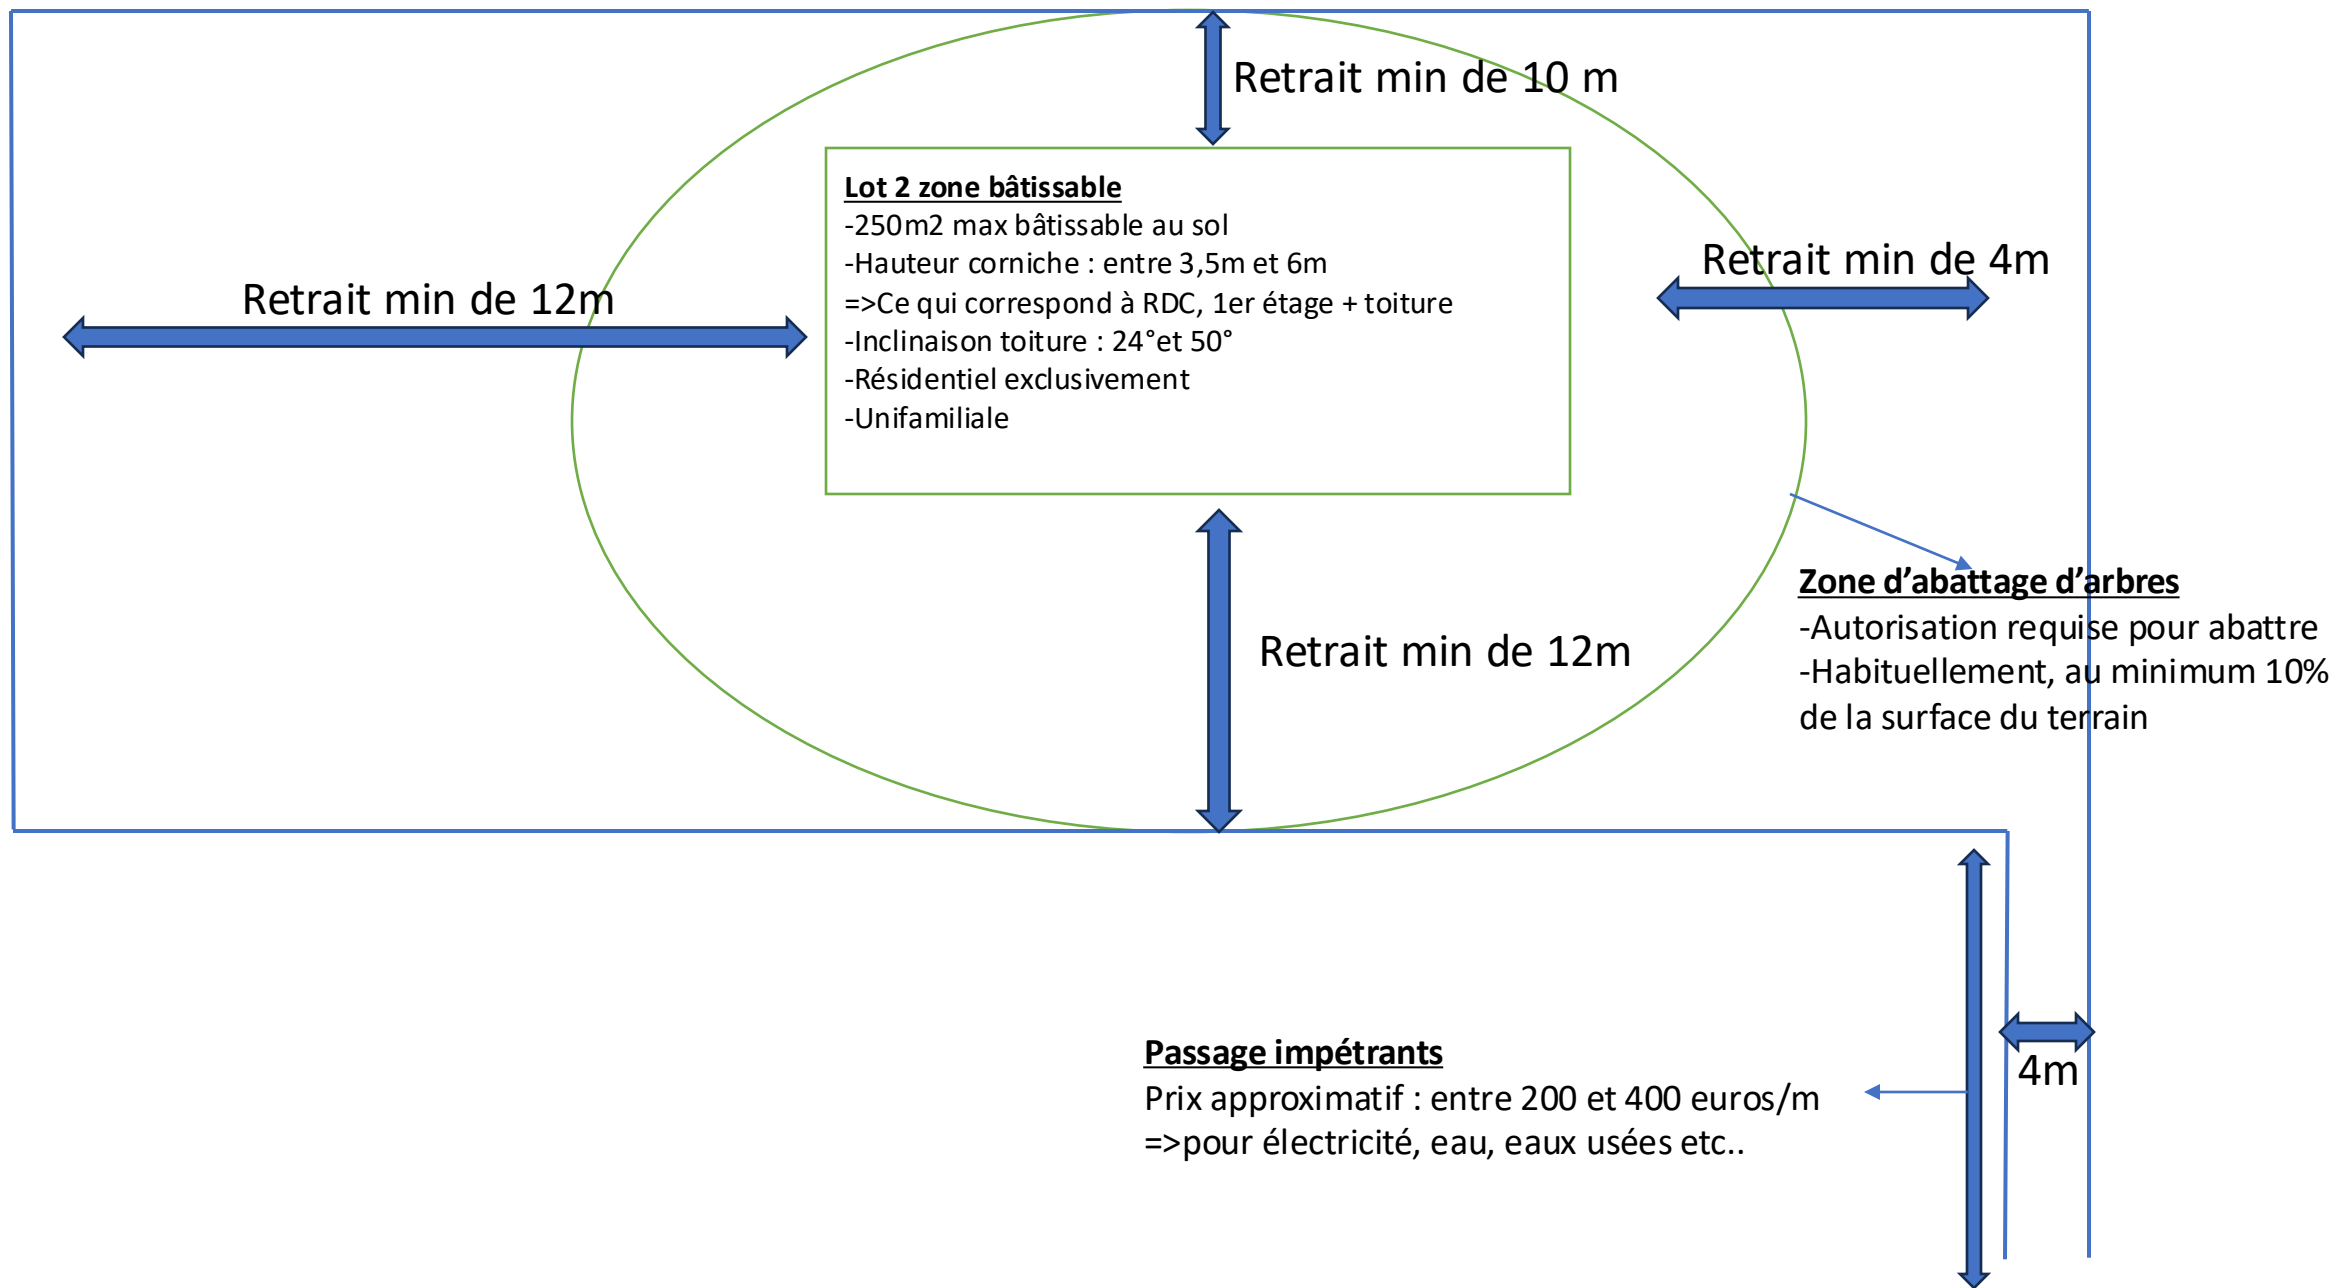 Retrait min de 10 m
Lot 2 zone bâtissable
-250m2 max bâtissable au sol
-Hauteur corniche : entre 3,5m et 6m
=>Ce qui correspond à RDC, 1er étage + toiture
-Inclinaison toiture : 24°et 50°
-Résidentiel exclusivement
-Unifamiliale
Retrait min de 12m
Retrait min de 4m
Zone d’abattage d’arbres
-Autorisation requise pour abattre
-Habituellement, au minimum 10%
de la surface du terrain
Retrait min de 12m
Passage impétrants
Prix approximatif : entre 200 et 400 euros/m
=>pour électricité, eau, eaux usées etc..
4m